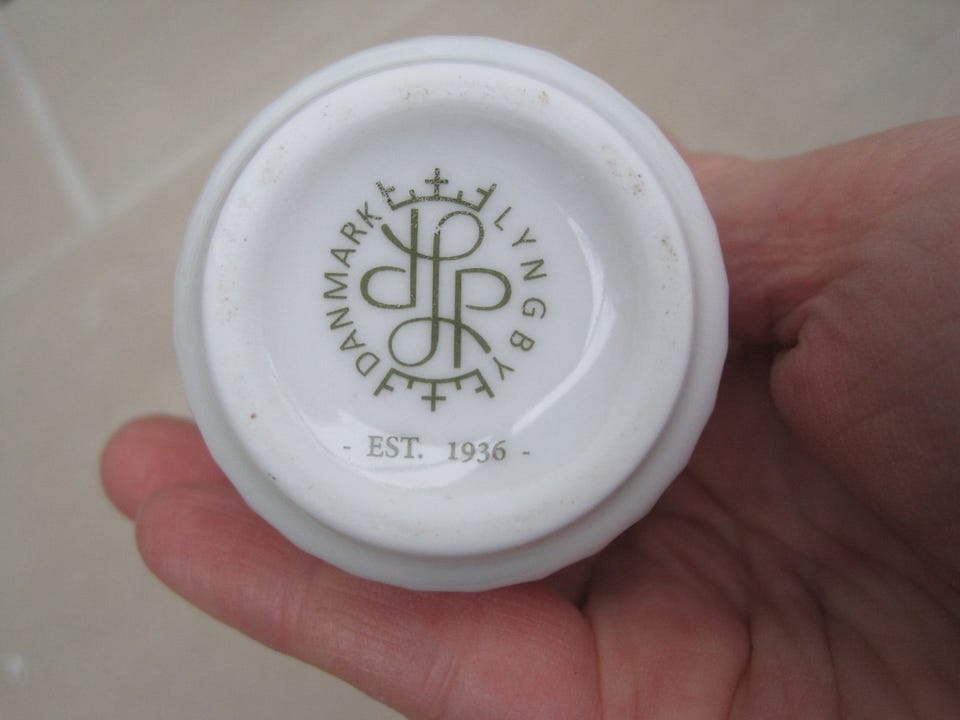 DANMARK LYNGBY
- EST. 1936 -